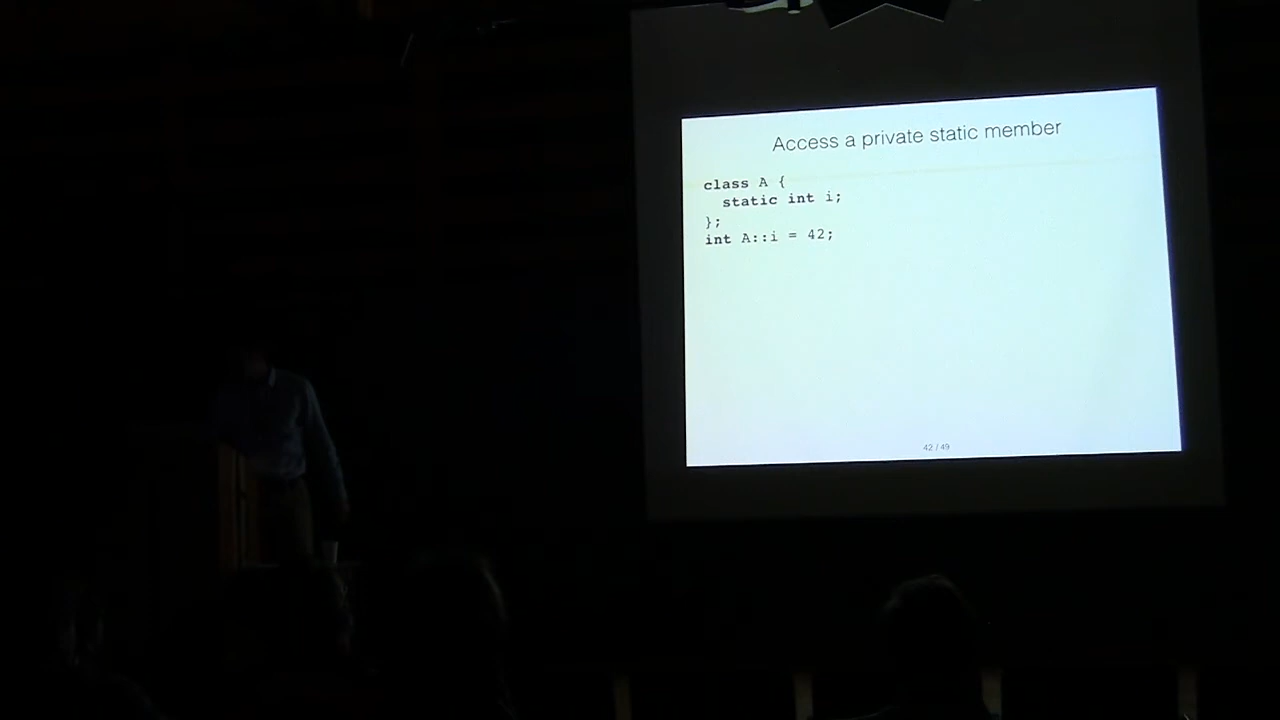 Access a private static member
class A {
  static int i;
};
int A::i = 42;
42 / 49